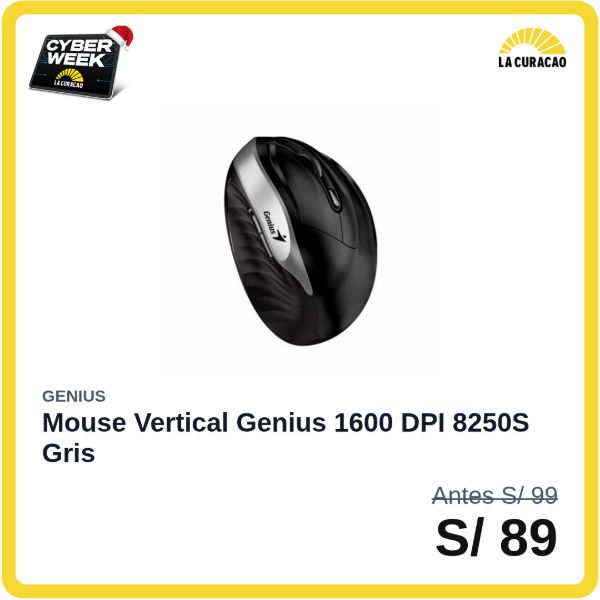 CYBER
WEEK
LA CURACAO
LA CURACAO
Genius
GENIUS
Mouse Vertical Genius 1600 DPI 8250S
Gris
Antes S/ 99
S/ 89